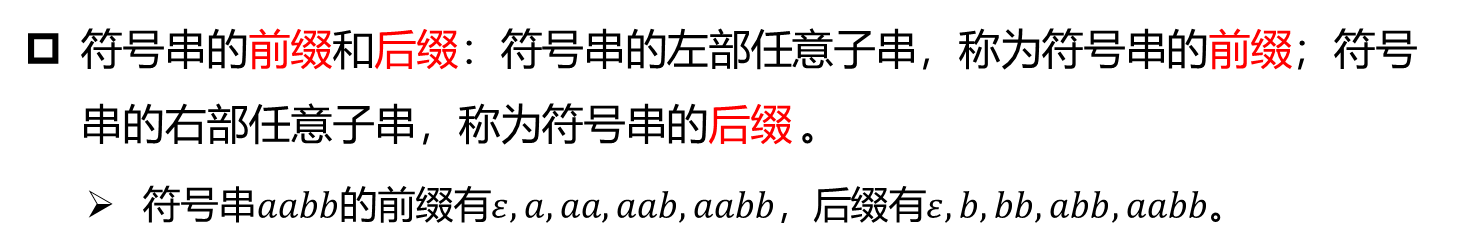 符号串的前缀和后缀：符号串的左部任意子串，称为符号串的前缀；符号
串的右部任意子串，称为符号串的后缀。
符号串aabb的前缀有ε, a, aa, aab, aabb，后缀有ε, b, bb, abb, aabb。